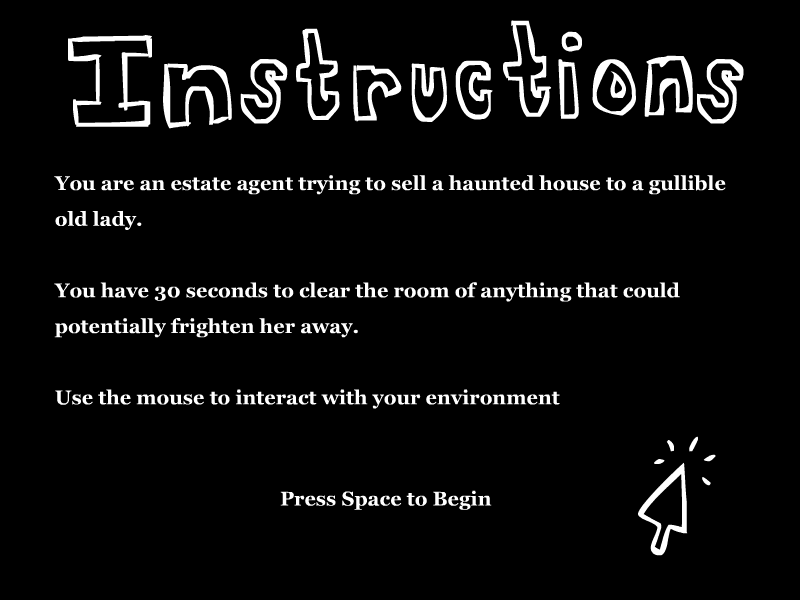 Instructions
You are an estate agent trying to sell a haunted house to a gullible
old lady.
You have 30 seconds to clear the room of anything that could
potentially frighten her away.
Use the mouse to interact with your environment
Press Space to Begin